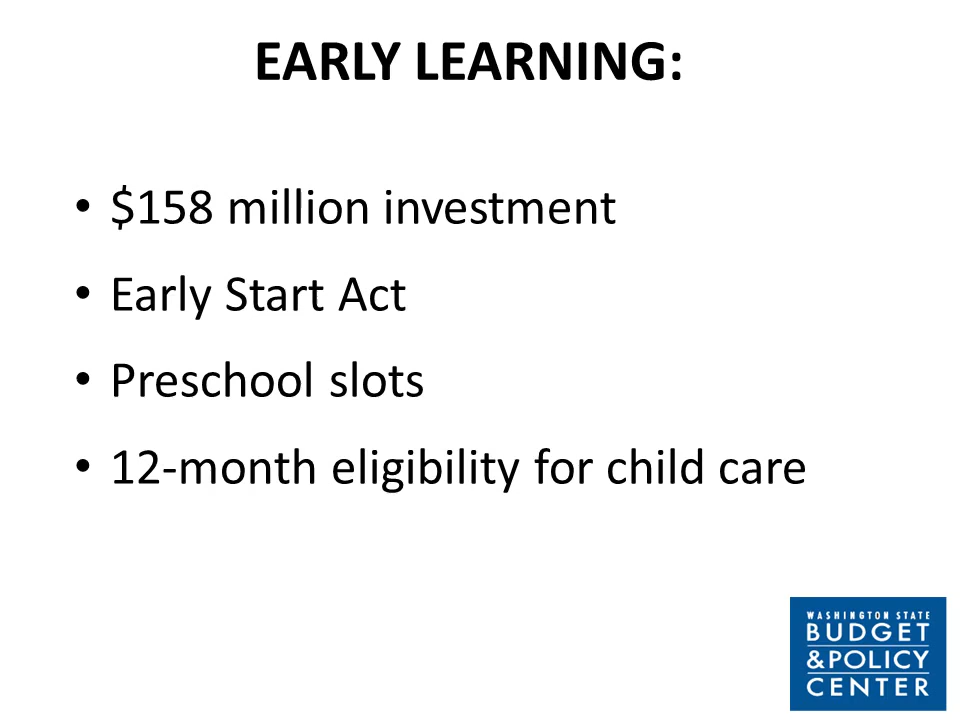 EARLY LEARNING:
• $158 million investment
• Early Start Act
• Preschool slots
• 12-month eligibility for child care
WASHINGTON STATE
BUDGET
&POLICY
CENTER